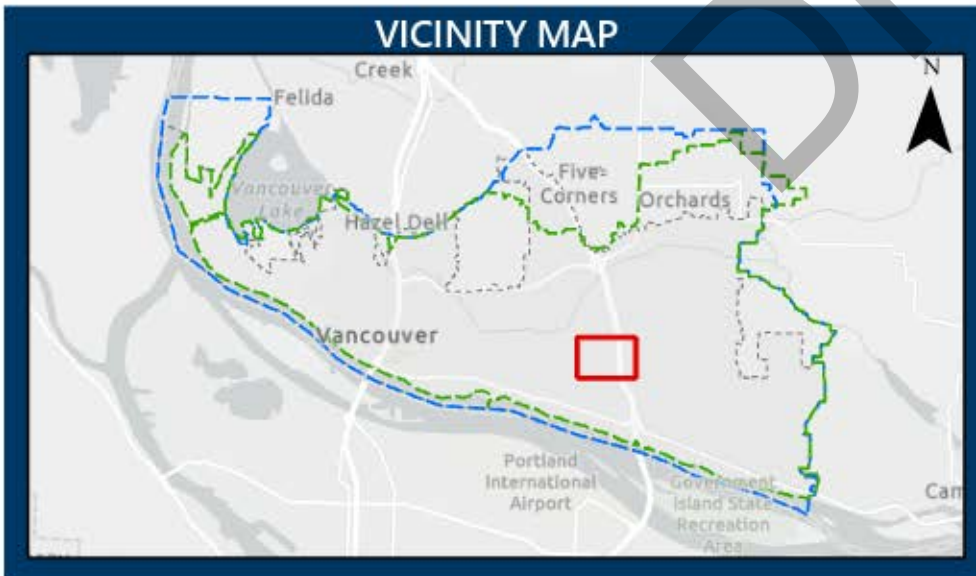 VICINITY MAP
Creek
N
Felida
Vancouver
Lake
Five
Corners
Orchards
Hazel Dell
Vancouver
Portland
International
Airport
Government
Island State
Recreation
Area